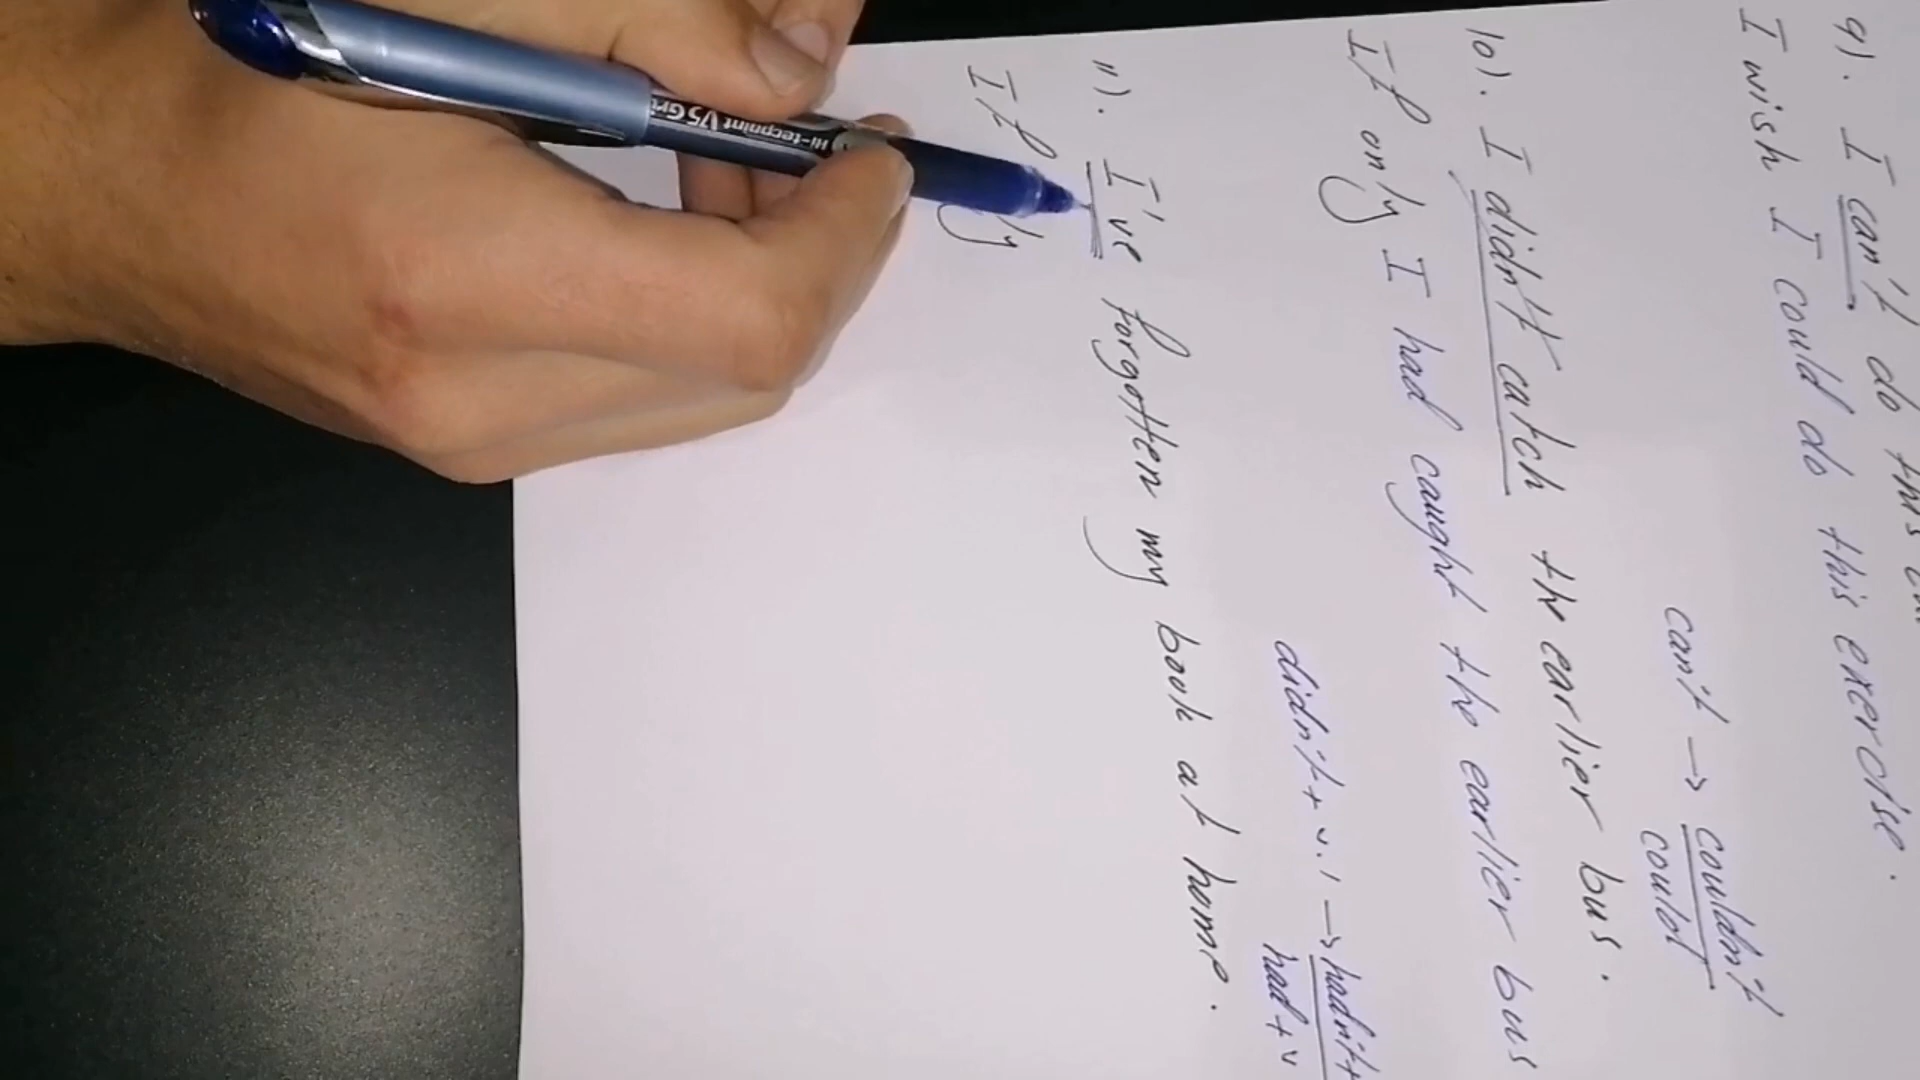 9). I can't do this
I wish I could do this exercise.
can't → couldn't
could
10). I didn't catch the earlier bus.
If only I had caught the earlier bus
didn't + v.1 → hadn't +
had + v
11). I've forgotten my book at home.
If
Hi-tecpoint V5 Gri